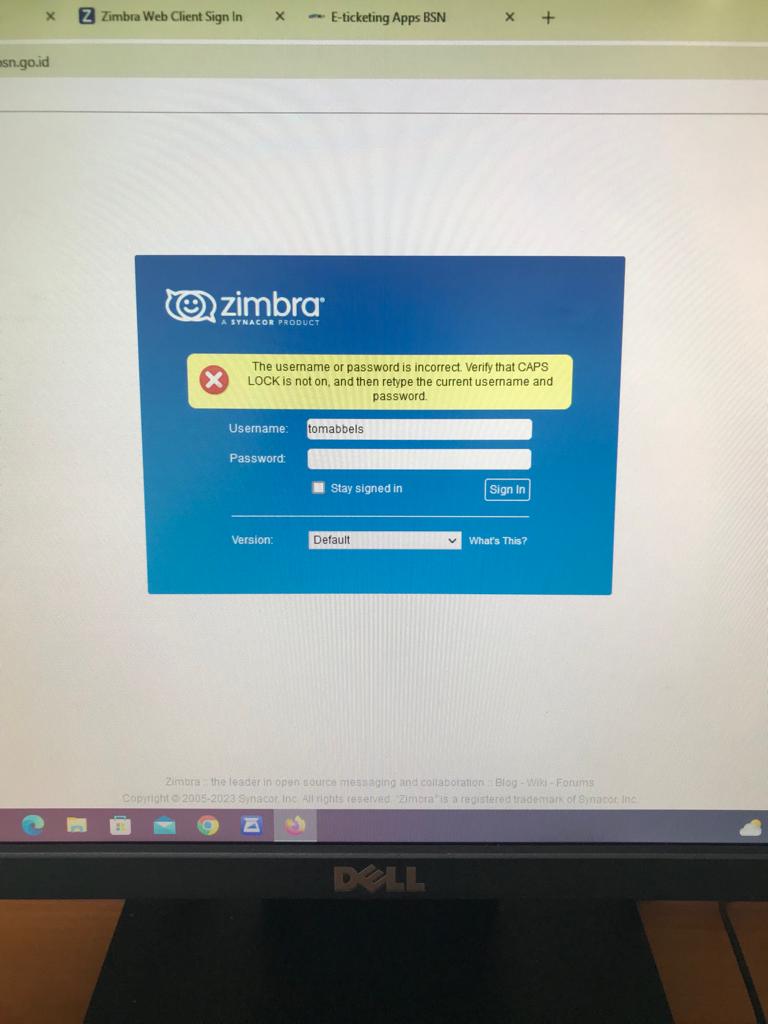 Zimbra Web Client Sign In
E-ticketing Apps BSN
sn.go.id
zimbra
A SYNACOR PRODUCT
The username or password is incorrect. Verify that CAPS
LOCK is not on, and then retype the current username and
password.
Username: tomabbels
Password:
Stay signed in Sign In
Version: Default What's This?
Zimbra :: the leader in open source messaging and collaboration :: Blog - Wiki - Forums
Copyright © 2005-2023 Synacor, Inc. All rights reserved. "Zimbra" is a registered trademark of Synacor, Inc.
DELL